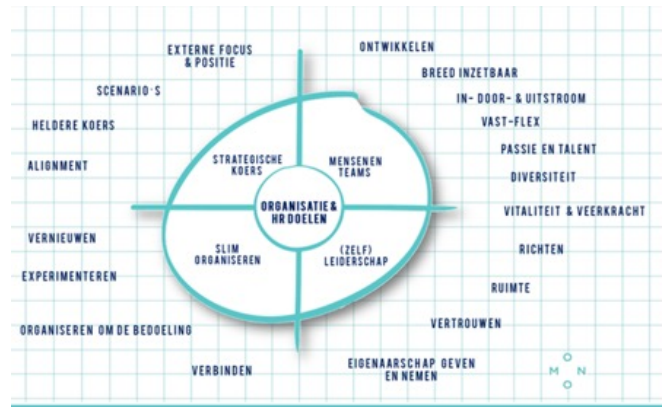 EXTERNE FOCUS
& POSITIE
ONTWIKKELEN
BREED INZETBAAR
SCENARIO'S
IN- DOOR- & UITSTROOM
HELDERE KOERS
VAST-FLEX
PASSIE EN TALENT
ALIGNMENT
STRATEGISCHE
KOERS
MENSENEN
TEAMS
DIVERSITEIT
ORGANISATIE &
HR DOELEN
VITALITEIT & VEERKRACHT
VERNIEUWEN
SLIM
ORGANISEREN
(ZELF)
LEIDERSCHAP
RICHTEN
EXPERIMENTEREN
RUIMTE
ORGANISEREN OM DE BEDOELING
VERTROUWEN
VERBINDEN
EIGENAARSCHAP GEVEN
EN NEMEN
O
M N
O